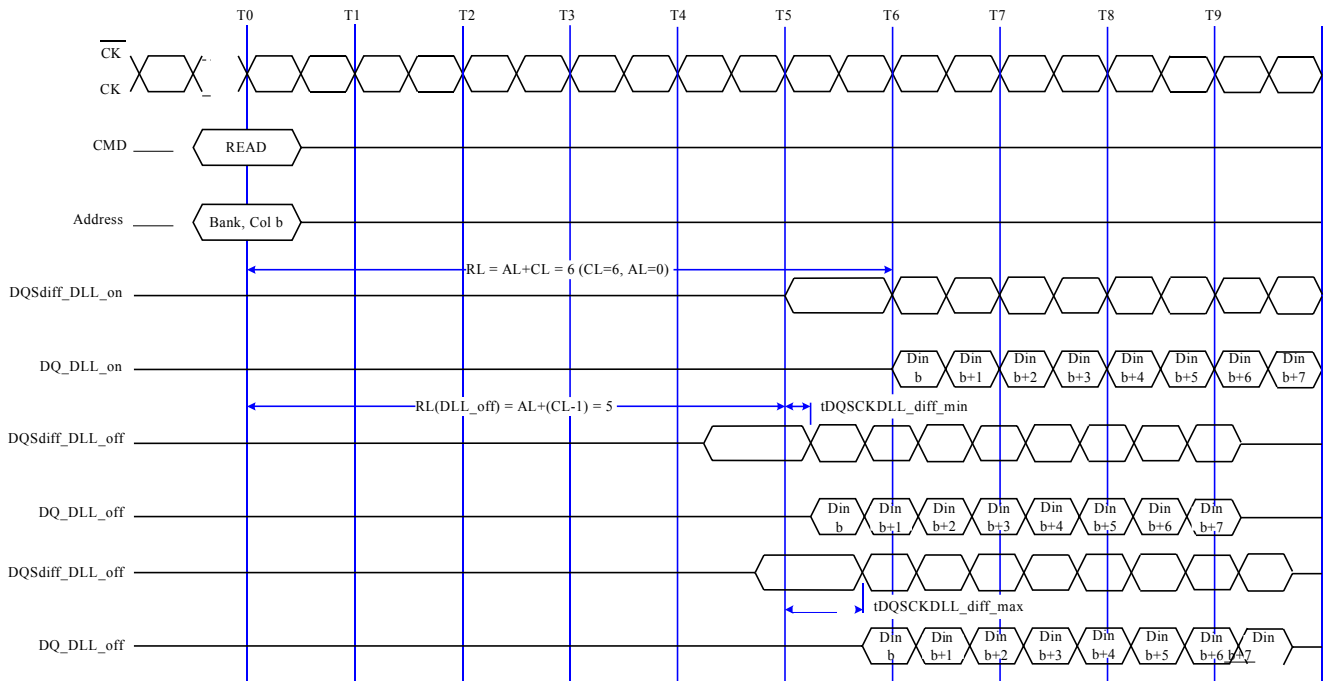 T0 T1 T2 T3 T4 T5 T6 T7 T8 T9
CK
CK
CMD READ
Address Bank, Col b
RL = AL+CL = 6 (CL=6, AL=0)
DQSdiff_DLL_on
DQ_DLL_on Din b Din b+1 Din b+2 Din b+3 Din b+4 Din b+5 Din b+6 Din b+7
RL(DLL_off) = AL+(CL-1) = 5 tDQSCKDLL_diff_min
DQSdiff_DLL_off
DQ_DLL_off Din b Din b+1 Din b+2 Din b+3 Din b+4 Din b+5 Din b+6 Din b+7
DQSdiff_DLL_off
tDQSCKDLL_diff_max
DQ_DLL_off Din b Din b+1 Din b+2 Din b+3 Din b+4 Din b+5 Din b+6 Din b+7